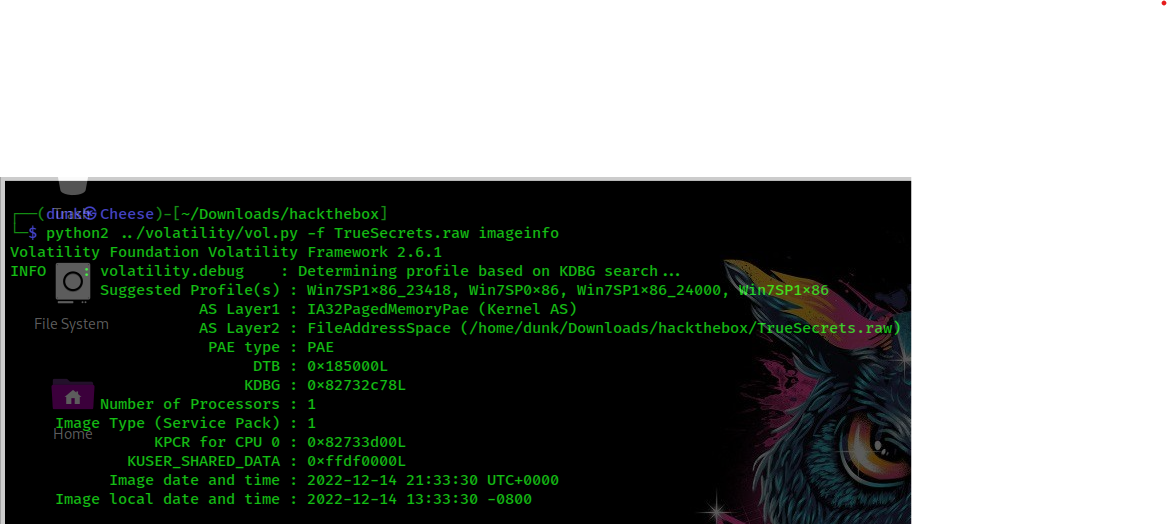 ┌──(dunk㉿Cheese)-[~/Downloads/hackthebox]
└─$ python2 ../volatility/vol.py -f TrueSecrets.raw imageinfo
Volatility Foundation Volatility Framework 2.6.1
INFO    : volatility.debug    : Determining profile based on KDBG search...
Suggested Profile(s) : Win7SP1x86_23418, Win7SP0x86, Win7SP1x86_24000, Win7SP1x86
AS Layer1 : IA32PagedMemoryPae (Kernel AS)
AS Layer2 : FileAddressSpace (/home/dunk/Downloads/hackthebox/TrueSecrets.raw)
File System
PAE type : PAE
DTB : 0x185000L
KDBG : 0x82732c78L
Number of Processors : 1
Image Type (Service Pack) : 1
Home
KPCR for CPU 0 : 0x82733d00L
KUSER_SHARED_DATA : 0xffdf0000L
Image date and time : 2022-12-14 21:33:30 UTC+0000
Image local date and time : 2022-12-14 13:33:30 -0800